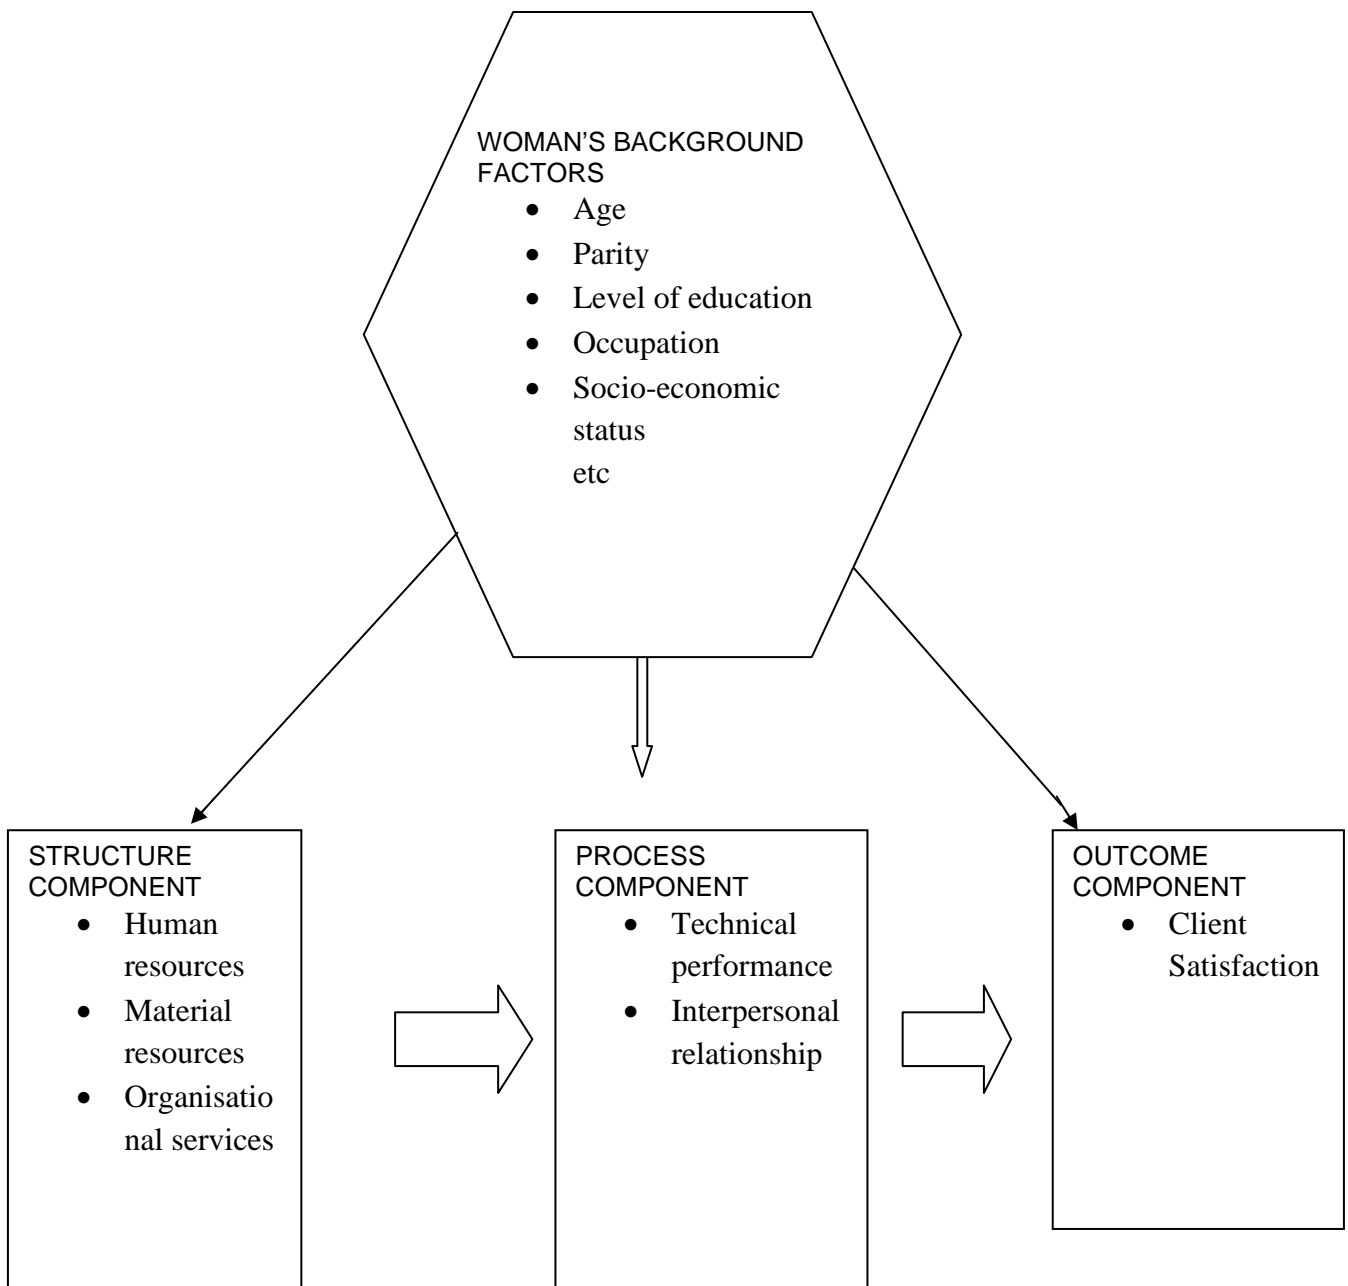 WOMAN'S BACKGROUND
FACTORS
• Age
• Parity
• Level of education
• Occupation
• Socio-economic
status
etc
STRUCTURE
COMPONENT
• Human
resources
• Material
resources
• Organisatio
nal services
PROCESS
COMPONENT
• Technical
performance
• Interpersonal
relationship
OUTCOME
COMPONENT
• Client
Satisfaction